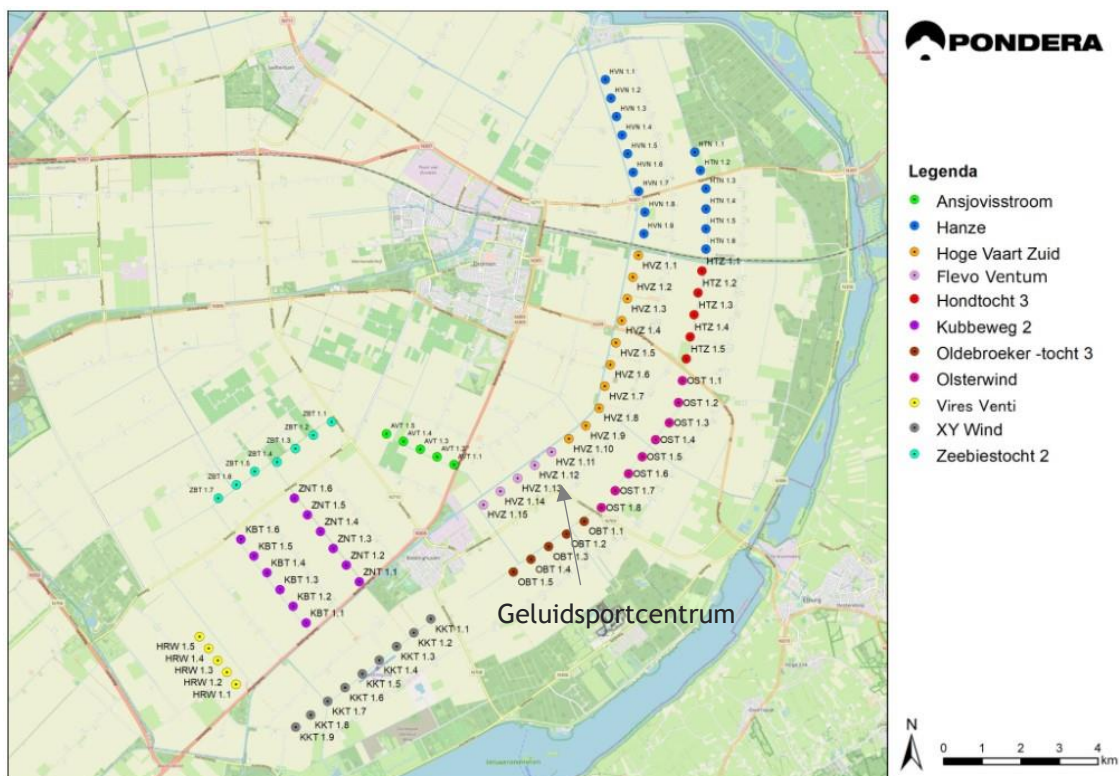 PONDERA
Legenda
Ansjovisstroom
Hanze
Hoge Vaart Zuid
Flevo Ventum
Hondtocht 3
Kubbeweg 2
Oldebroeker -tocht 3
Olsterwind
Vires Venti
XY Wind
Zeebiestocht 2
N
0 1 2 3 4
km
HVN 1.1
HVN 1.2
HVN 1.3
HVN 1.4
HVN 1.5
HVN 1.6
HVN 1.7
HVN 1.8
HVN 1.9
HTN 1.1
HTN 1.2
HTN 1.3
HTN 1.4
HTN 1.5
HTN 1.6
HVZ 1.1
HVZ 1.2
HVZ 1.3
HVZ 1.4
HVZ 1.5
HVZ 1.6
HVZ 1.7
HVZ 1.8
HVZ 1.9
HVZ 1.10
HVZ 1.11
HVZ 1.12
HVZ 1.13
HVZ 1.14
HVZ 1.15
HTZ 1.1
HTZ 1.2
HTZ 1.3
HTZ 1.4
HTZ 1.5
OST 1.1
OST 1.2
OST 1.3
OST 1.4
OST 1.5
OST 1.6
OST 1.7
OST 1.8
OBT 1.1
OBT 1.2
OBT 1.3
OBT 1.4
OBT 1.5
AVT 1.5
AVT 1.4
AVT 1.3
AVT 1.2
AVT 1.1
ZBT 1.1
ZBT 1.2
ZBT 1.3
ZBT 1.4
ZBT 1.5
ZBT 1.6
ZBT 1.7
ZNT 1.6
ZNT 1.5
ZNT 1.4
ZNT 1.3
ZNT 1.2
ZNT 1.1
KBT 1.6
KBT 1.5
KBT 1.4
KBT 1.3
KBT 1.2
KBT 1.1
HRW 1.5
HRW 1.4
HRW 1.3
HRW 1.2
HRW 1.1
KKT 1.1
KKT 1.2
KKT 1.3
KKT 1.4
KKT 1.5
KKT 1.6
KKT 1.7
KKT 1.8
KKT 1.9
Geluidsportcentrum
Dronten
Swifterbant
Biddinghuizen
Elburg